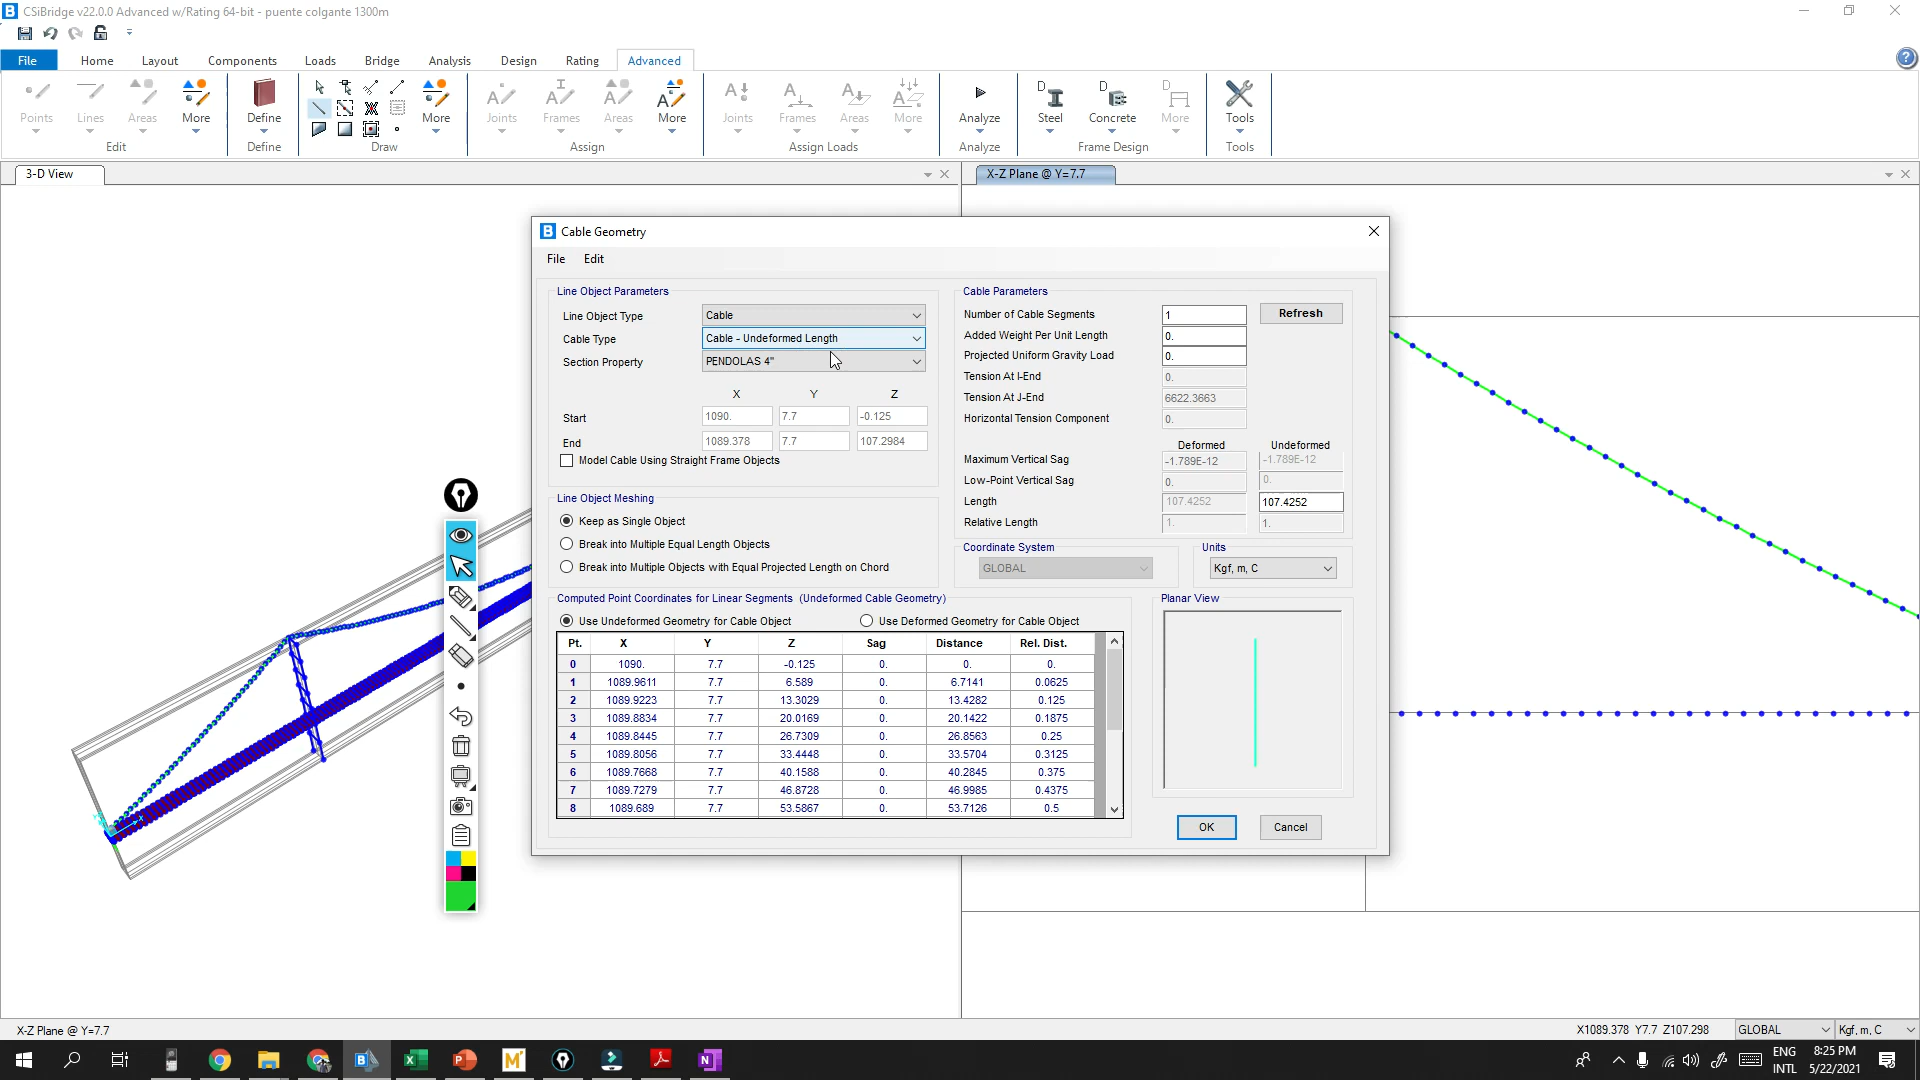 CSiBridge v22.0.0 Advanced w/Rating 64-bit - puente colgante 1300m
File Home Layout Components Loads Bridge Analysis Design Rating Advanced
Points Lines Areas More Define More Joints Frames Areas More Joints Frames Areas More Analyze Steel Concrete More Tools
Edit Define Draw Assign Assign Loads Analyze Frame Design Tools
3-D View
X-Z Plane @ Y=7.7
Cable Geometry
File Edit
Line Object Parameters
Line Object Type Cable
Cable Type Cable - Undeformed Length
Section Property PENDOLAS 4"
X Y Z
Start 1090. 7.7 -0.125
End 1089.378 7.7 107.2984
Model Cable Using Straight Frame Objects
Line Object Meshing
Keep as Single Object
Break into Multiple Equal Length Objects
Break into Multiple Objects with Equal Projected Length on Chord
Cable Parameters
Number of Cable Segments 1 Refresh
Added Weight Per Unit Length 0.
Projected Uniform Gravity Load 0.
Tension At I-End 0.
Tension At J-End 6622.3663
Horizontal Tension Component 0.
Deformed Undeformed
Maximum Vertical Sag -1.789E-12 -1.789E-12
Low-Point Vertical Sag 0. 0.
Length 107.4252 107.4252
Relative Length 1. 1.
Coordinate System
GLOBAL
Units
Kgf, m, C
Computed Point Coordinates for Linear Segments (Undeformed Cable Geometry)
Use Undeformed Geometry for Cable Object Use Deformed Geometry for Cable Object
Pt. X Y Z Sag Distance Rel. Dist.
0 1090. 7.7 -0.125 0. 0. 0.
1 1089.9611 7.7 6.589 0. 6.7141 0.0625
2 1089.9223 7.7 13.3029 0. 13.4282 0.125
3 1089.8834 7.7 20.0169 0. 20.1422 0.1875
4 1089.8445 7.7 26.7309 0. 26.8563 0.25
5 1089.8056 7.7 33.4448 0. 33.5704 0.3125
6 1089.7668 7.7 40.1588 0. 40.2845 0.375
7 1089.7279 7.7 46.8728 0. 46.9985 0.4375
8 1089.689 7.7 53.5867 0. 53.7126 0.5
Planar View
OK Cancel
X-Z Plane @ Y=7.7
X1089.378 Y7.7 Z107.298 GLOBAL Kgf, m, C
ENG
INTL
8:25 PM
5/22/2021